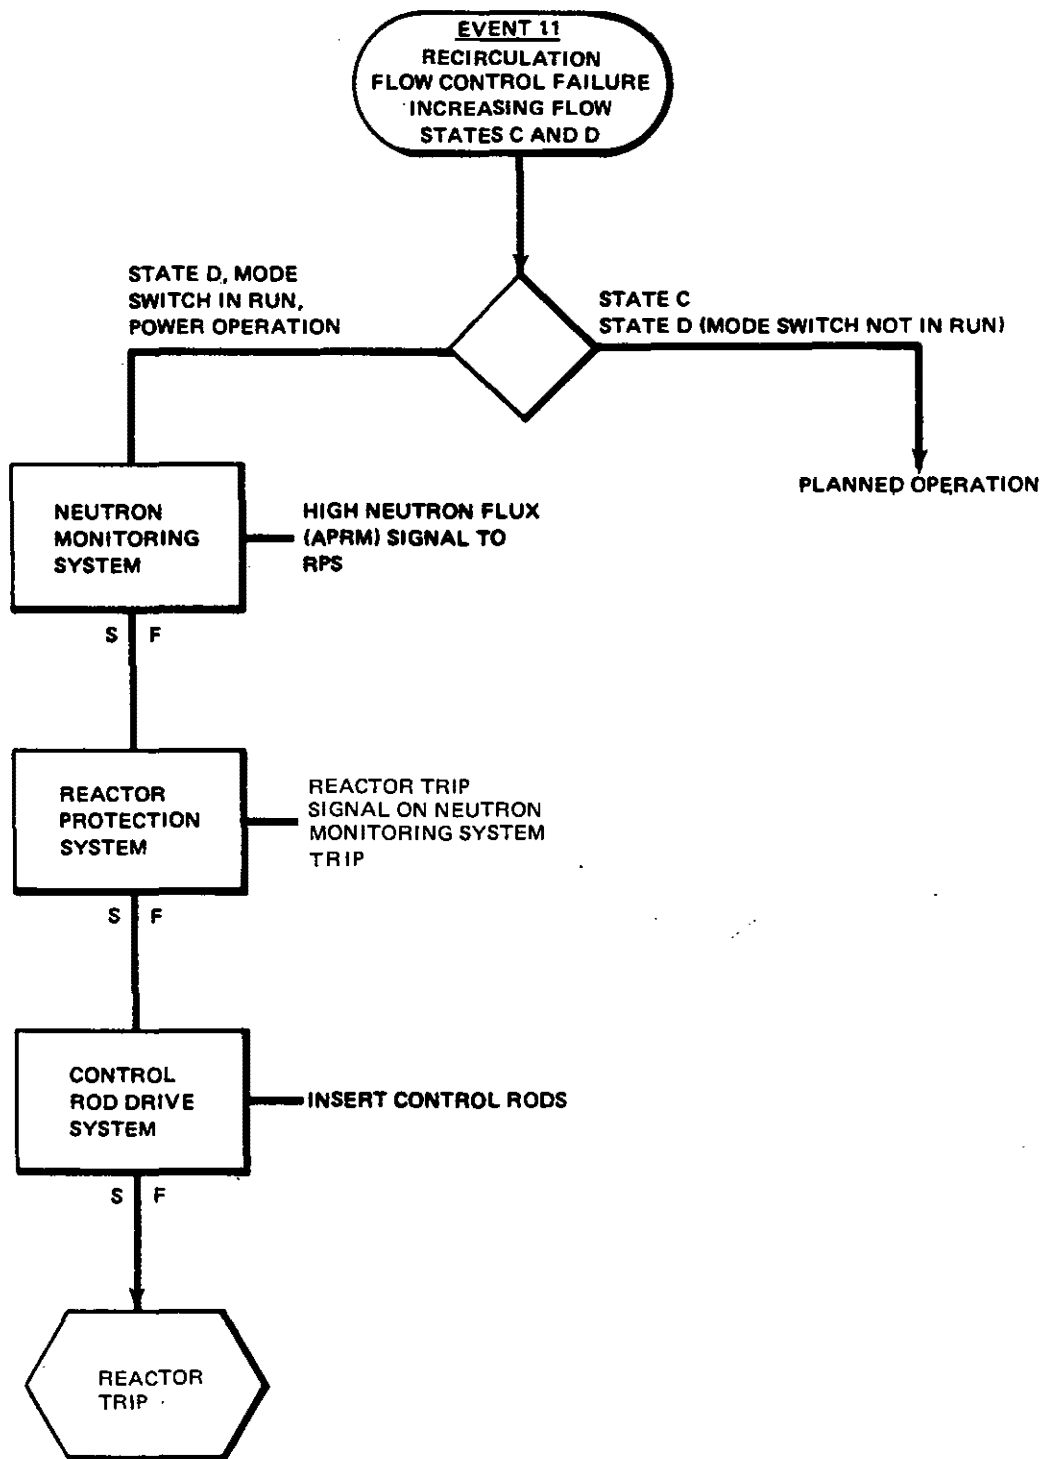 EVENT 11
RECIRCULATION
FLOW CONTROL FAILURE
INCREASING FLOW
STATES C AND D
STATE D, MODE
SWITCH IN RUN,
POWER OPERATION
STATE C
STATE D (MODE SWITCH NOT IN RUN)
PLANNED OPERATION
NEUTRON
MONITORING
SYSTEM
HIGH NEUTRON FLUX
(APRM) SIGNAL TO
RPS
S F
REACTOR
PROTECTION
SYSTEM
REACTOR TRIP
SIGNAL ON NEUTRON
MONITORING SYSTEM
TRIP
S F
CONTROL
ROD DRIVE
SYSTEM
INSERT CONTROL RODS
S F
REACTOR
TRIP